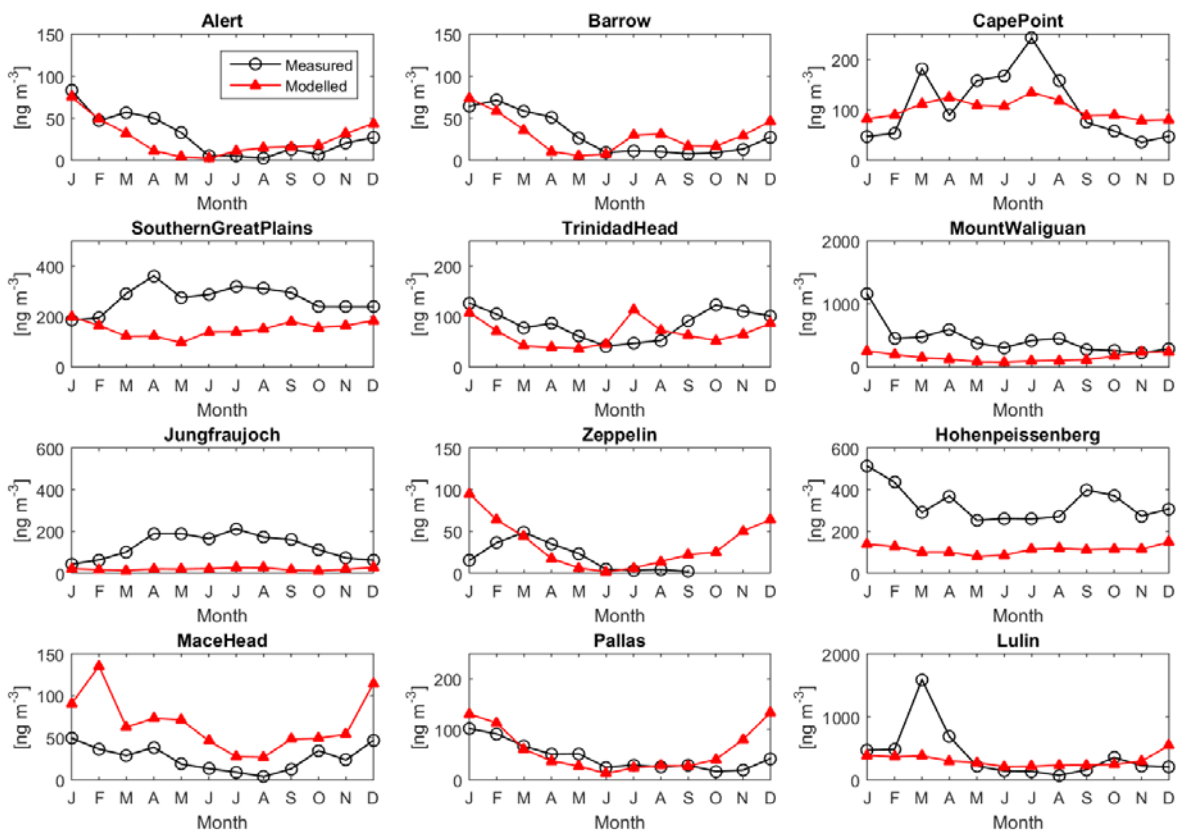 Alert
Barrow
CapePoint
150
100
50
0
[ng m-3]
Measured
Modelled
J F M A M J J A S O N D
Month
150
100
50
0
[ng m-3]
J F M A M J J A S O N D
Month
200
100
0
[ng m-3]
J F M A M J J A S O N D
Month
SouthernGreatPlains
TrinidadHead
MountWaliguan
400
200
0
[ng m-3]
J F M A M J J A S O N D
Month
200
100
0
[ng m-3]
J F M A M J J A S O N D
Month
2000
1000
0
[ng m-3]
J F M A M J J A S O N D
Month
Jungfraujoch
Zeppelin
Hohenpeissenberg
600
400
200
0
[ng m-3]
J F M A M J J A S O N D
Month
150
100
50
0
[ng m-3]
J F M A M J J A S O N D
Month
600
400
200
0
[ng m-3]
J F M A M J J A S O N D
Month
MaceHead
Pallas
Lulin
150
100
50
0
[ng m-3]
J F M A M J J A S O N D
Month
200
100
0
[ng m-3]
J F M A M J J A S O N D
Month
2000
1000
0
[ng m-3]
J F M A M J J A S O N D
Month